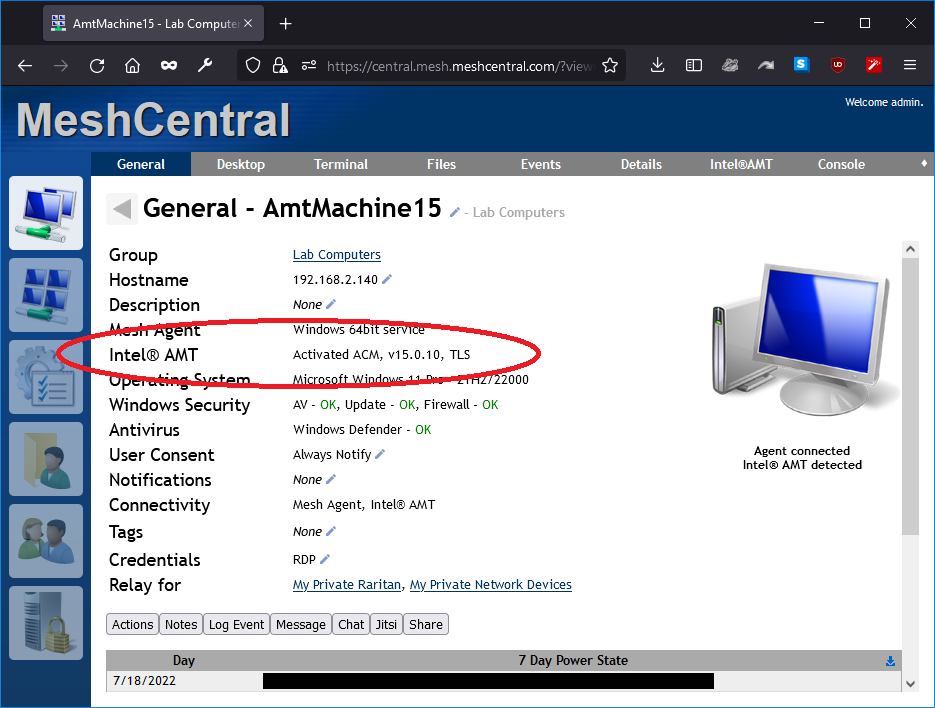 AmtMachine15 - Lab Compute
https://central.mesh.meshcentral.com/?view
MeshCentral
Welcome admin.
General Desktop Terminal Files Events Details Intel®AMT Console
General - AmtMachine15 - Lab Computers
Group Lab Computers
Hostname 192.168.2.140
Description None
Mesh Agent Windows 64bit service
Intel® AMT Activated ACM, v15.0.10, TLS
Operating System Microsoft Windows 11 Pro - 21H2/22000
Windows Security AV - OK, Update - OK, Firewall - OK
Antivirus Windows Defender - OK
User Consent Always Notify
Notifications None
Connectivity Mesh Agent, Intel® AMT
Tags None
Credentials RDP
Relay for My Private Raritan, My Private Network Devices
Agent connected
Intel® AMT detected
Actions Notes Log Event Message Chat Jitsi Share
Day 7 Day Power State
7/18/2022